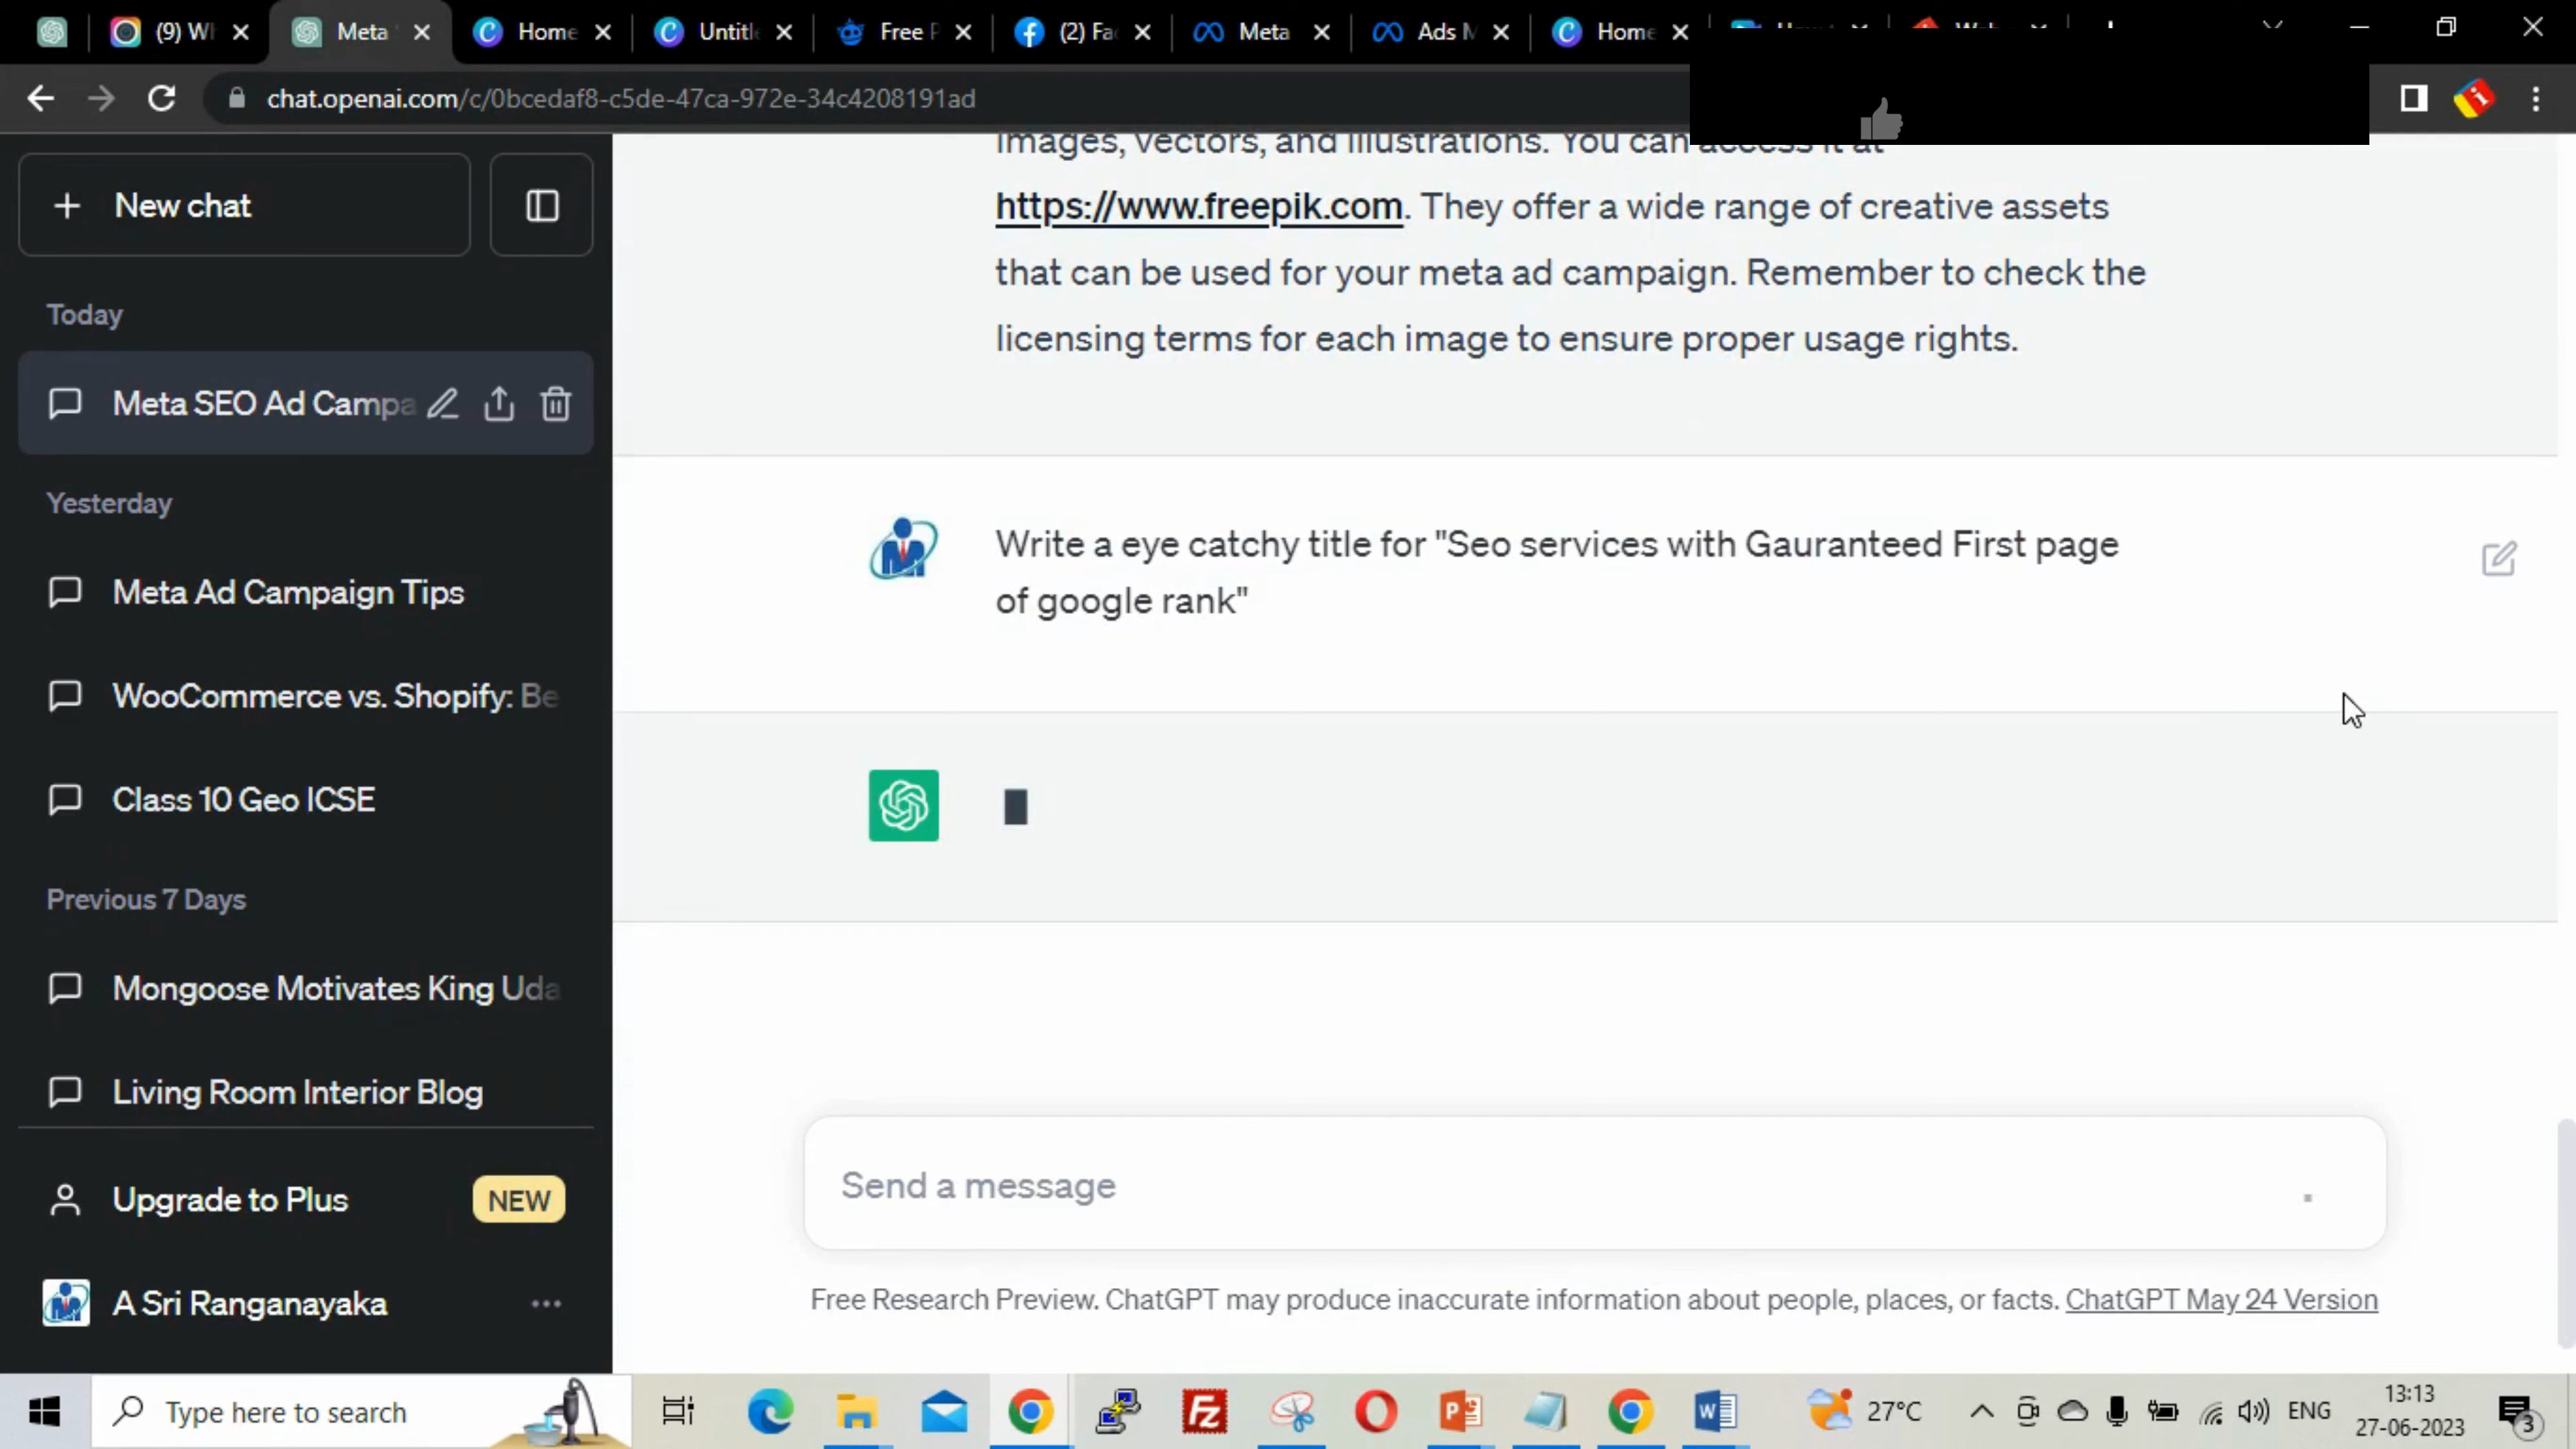 (9) Wh
Meta
Home
Untitle
Free P
(2) Fac
Meta
Ads M
Home
chat.openai.com/c/0bcedaf8-c5de-47ca-972e-34c4208191ad
New chat
Today
Meta SEO Ad Campa
Yesterday
Meta Ad Campaign Tips
WooCommerce vs. Shopify: Be
Class 10 Geo ICSE
Previous 7 Days
Mongoose Motivates King Uda
Living Room Interior Blog
Upgrade to Plus
NEW
A Sri Ranganayaka
images, vectors, and illustrations. You can access it at
https://www.freepik.com. They offer a wide range of creative assets
that can be used for your meta ad campaign. Remember to check the
licensing terms for each image to ensure proper usage rights.
Write a eye catchy title for "Seo services with Gauranteed First page
of google rank"
Send a message
Free Research Preview. ChatGPT may produce inaccurate information about people, places, or facts. ChatGPT May 24 Version
Type here to search
27°C
ENG
13:13
27-06-2023
3